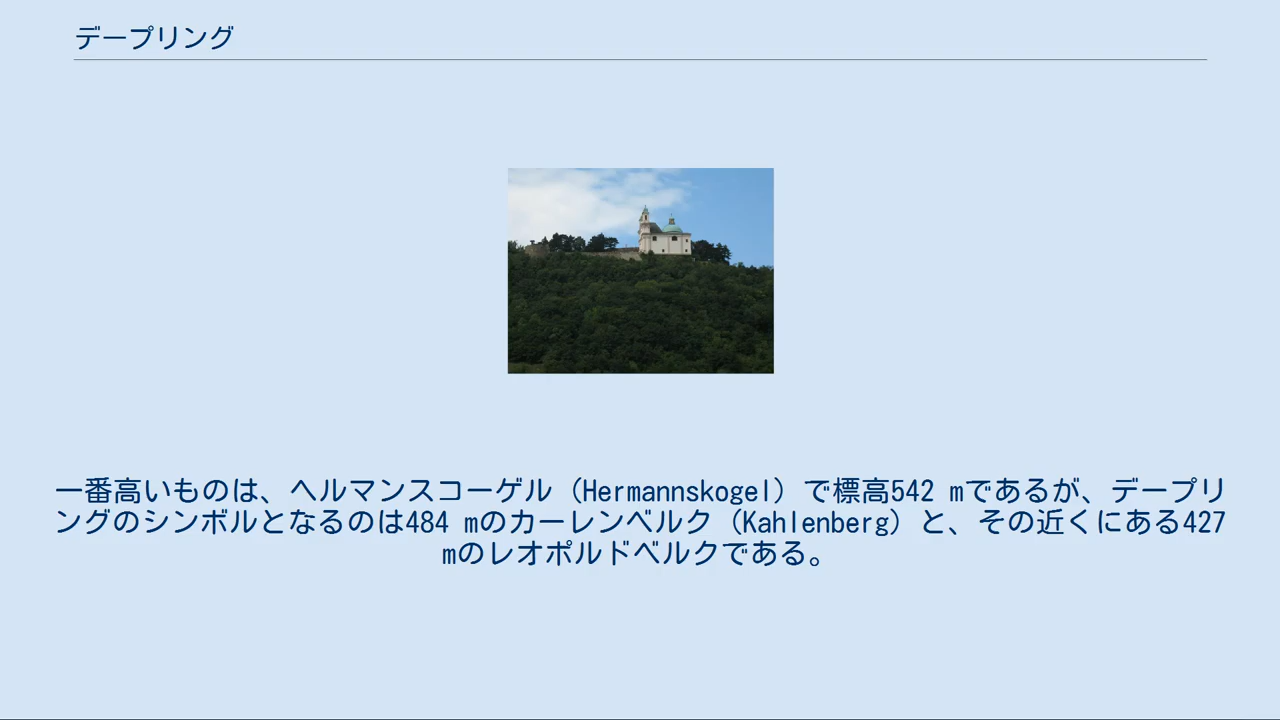 デープリング
一番高いものは、ヘルマンスコーゲル（Hermannskogel）で標高542 mであるが、デープリ
ングのシンボルとなるのは484 mのカーレンベルク（Kahlenberg）と、その近くにある427
mのレオポルドベルクである。